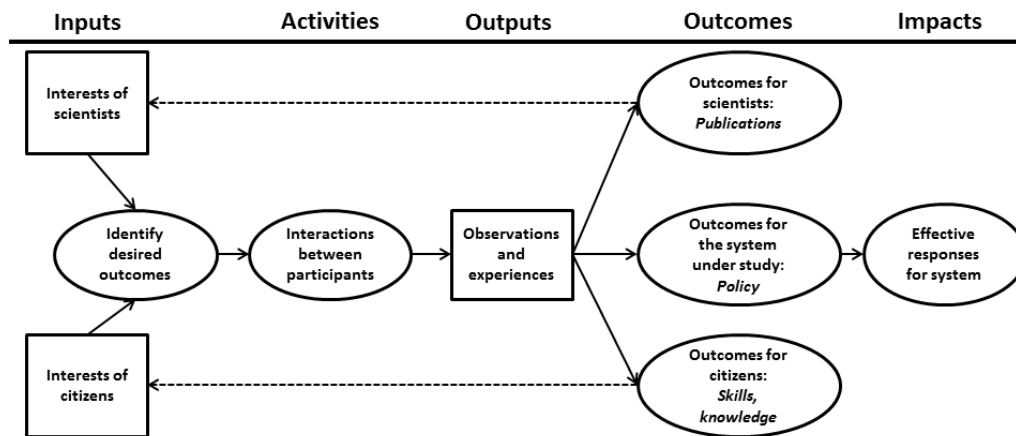 Inputs
Activities
Outputs
Outcomes
Impacts
Interests of
scientists
Outcomes for
scientists:
Publications
Identify
desired
outcomes
Interactions
between
participants
Observations
and
experiences
Outcomes for
the system
under study:
Policy
Effective
responses
for system
Interests of
citizens
Outcomes for
citizens:
Skills,
knowledge